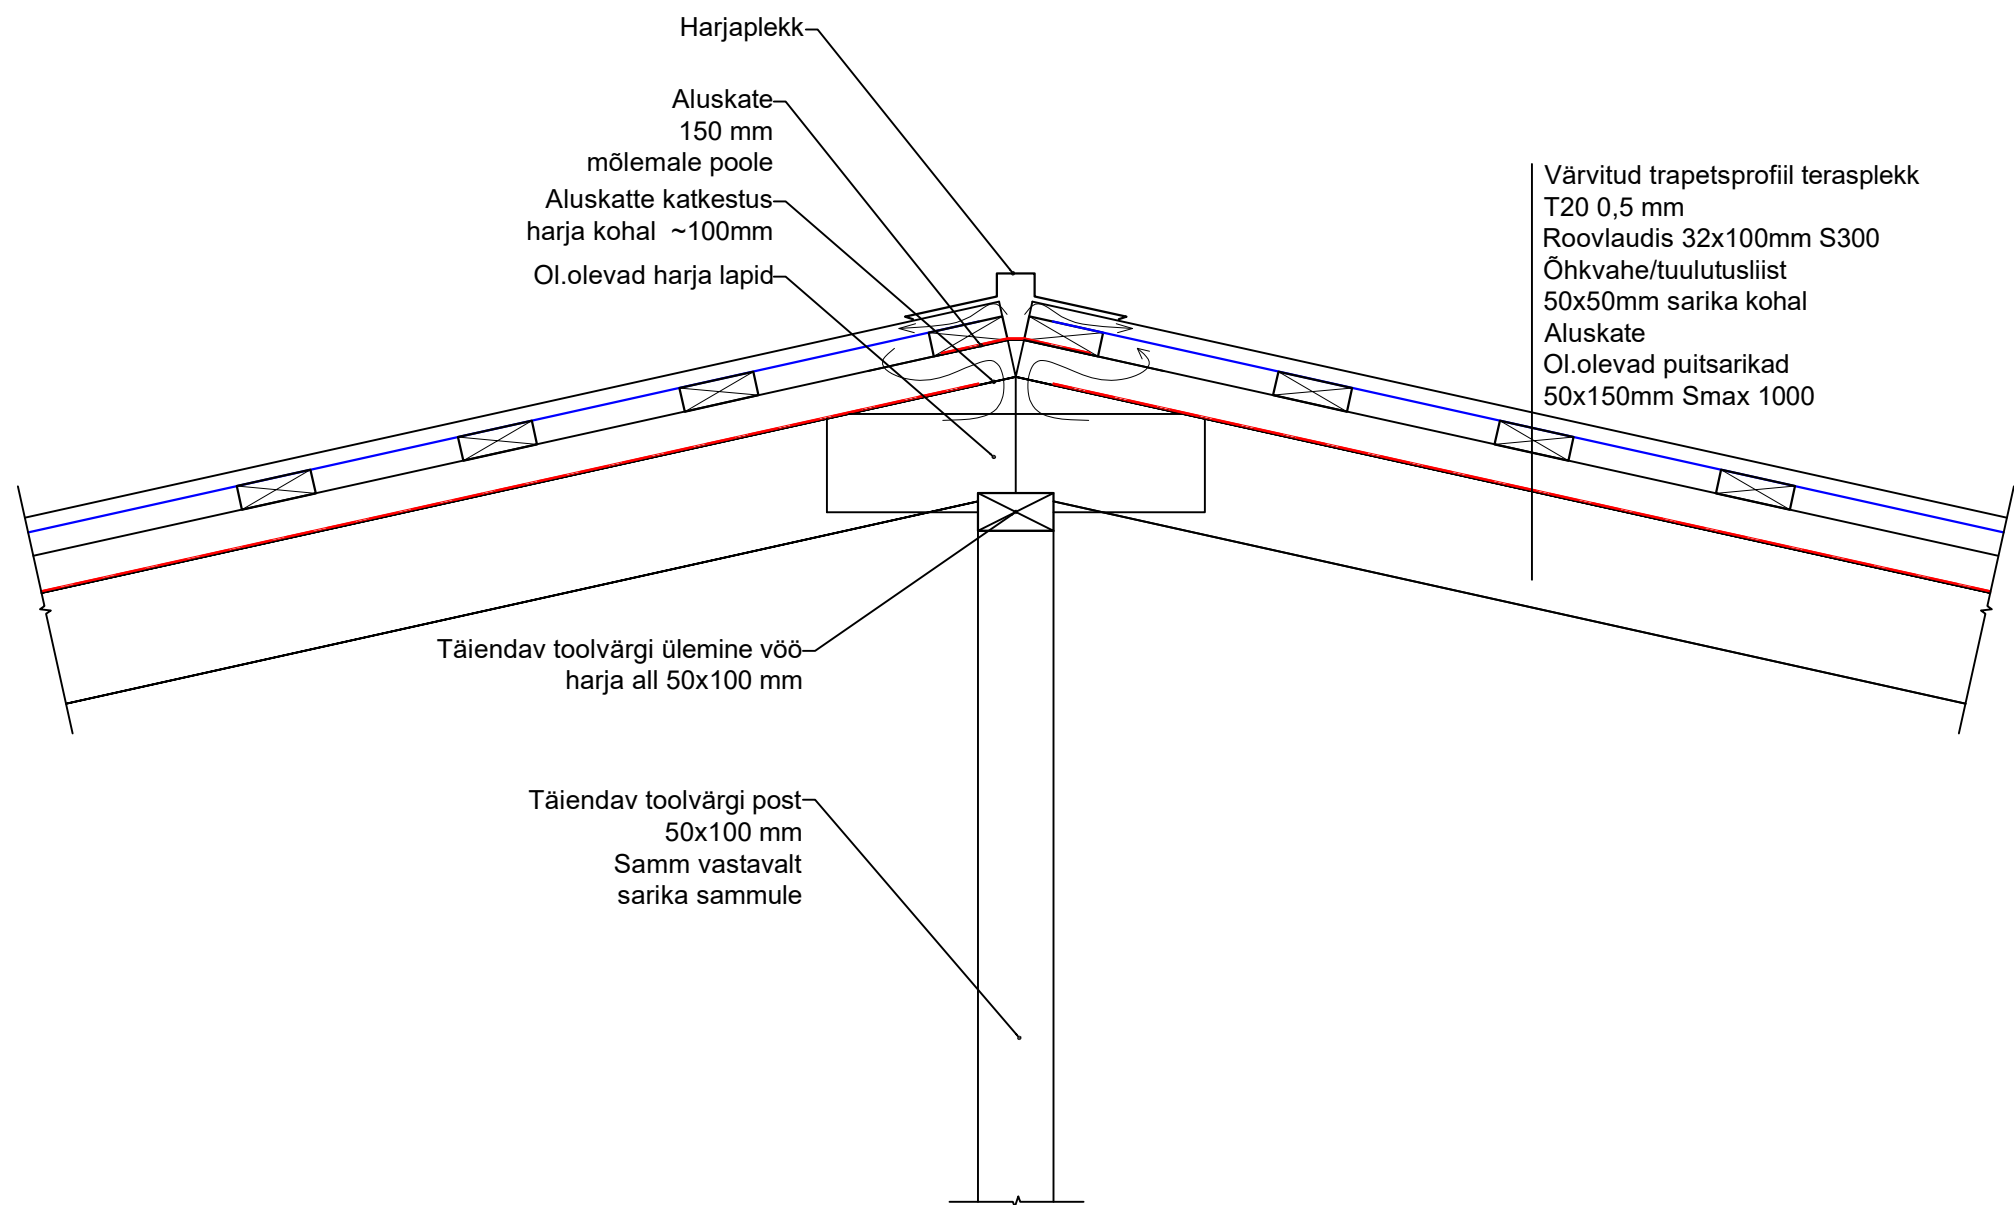 Harjaplekk
Aluskate
150 mm
mõlemale poole
Aluskatte katkestus
harja kohal ~100mm
Ol.olevad harja lapid
Värvitud trapetsprofiil terasplekk
T20 0,5 mm
Roovlaudis 32x100mm S300
Õhkvahe/tuulutusliist
50x50mm sarika kohal
Aluskate
Ol.olevad puitsarikad
50x150mm Smax 1000
Täiendav toolvärgi ülemine vöö
harja all 50x100 mm
Täiendav toolvärgi post
50x100 mm
Samm vastavalt
sarika sammule